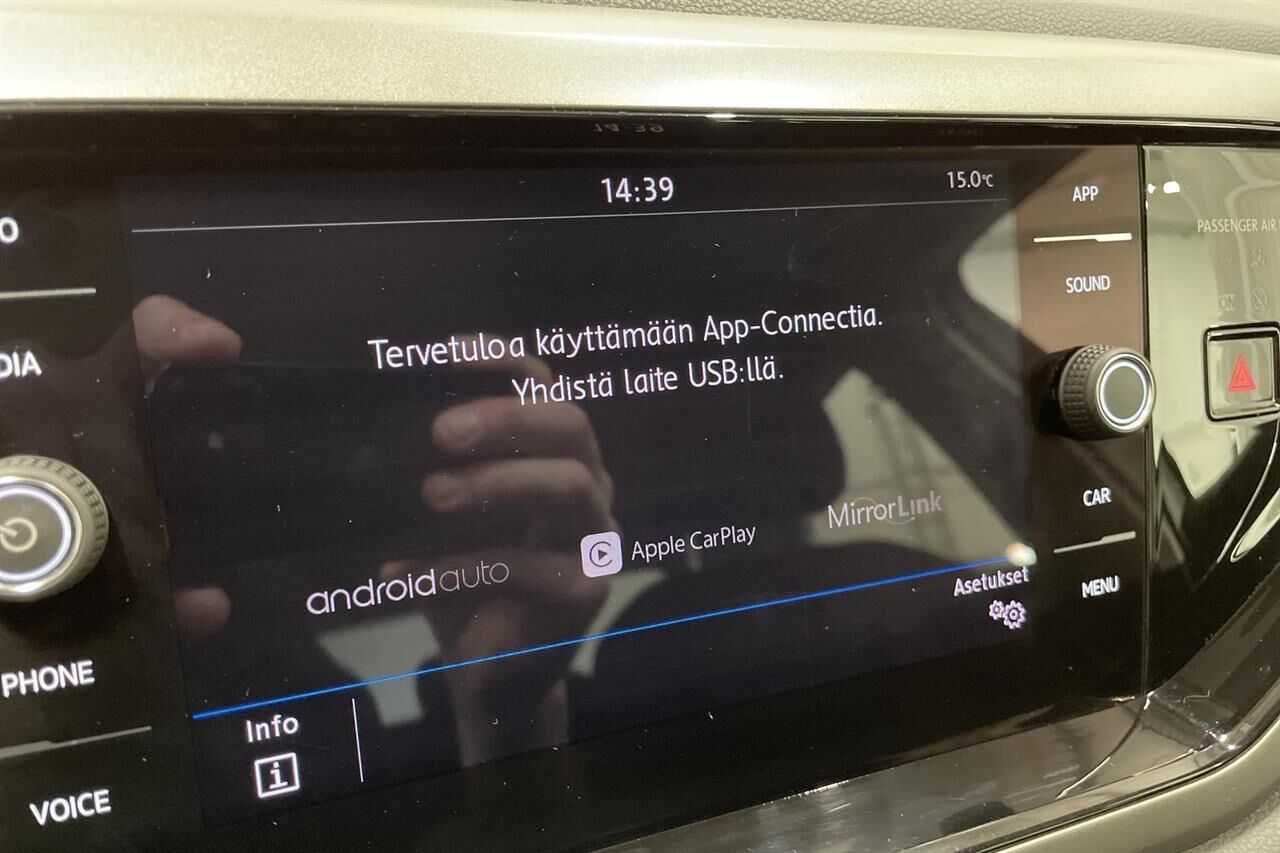 14:39
15.0°C
APP
SOUND
PASSENGER AIR
ON
Tervetuloa käyttämään App-Connectia.
Yhdistä laite USB:llä.
androidauto
Apple CarPlay
MirrorLink
CAR
Asetukset
MENU
PHONE
Info
i
VOICE